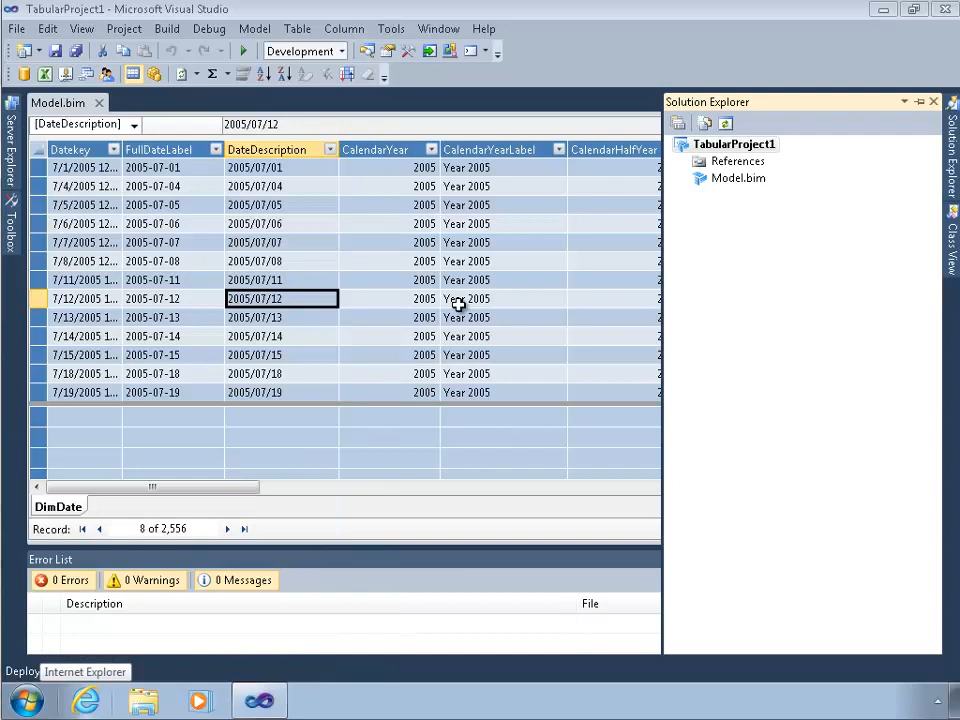 TabularProject1 - Microsoft Visual Studio
File Edit View Project Build Debug Team Model Table Column Tools Window Help
Development
Model.bim
[DateDescription] 2005/07/12
Datekey FullDateLabel DateDescription CalendarYear CalendarYearLabel CalendarHalfYear
7/1/2005 12... 2005-07-01 2005/07/01 2005 Year 2005
7/4/2005 12... 2005-07-04 2005/07/04 2005 Year 2005
7/5/2005 12... 2005-07-05 2005/07/05 2005 Year 2005
7/6/2005 12... 2005-07-06 2005/07/06 2005 Year 2005
7/7/2005 12... 2005-07-07 2005/07/07 2005 Year 2005
7/8/2005 12... 2005-07-08 2005/07/08 2005 Year 2005
7/11/2005 1... 2005-07-11 2005/07/11 2005 Year 2005
7/12/2005 1... 2005-07-12 2005/07/12 2005 Year 2005
7/13/2005 1... 2005-07-13 2005/07/13 2005 Year 2005
7/14/2005 1... 2005-07-14 2005/07/14 2005 Year 2005
7/15/2005 1... 2005-07-15 2005/07/15 2005 Year 2005
7/18/2005 1... 2005-07-18 2005/07/18 2005 Year 2005
7/19/2005 1... 2005-07-19 2005/07/19 2005 Year 2005
DimDate
Record: 8 of 2,556
Error List
0 Errors 0 Warnings 0 Messages
Description File
Deploy
Internet Explorer
Solution Explorer
TabularProject1
References
Model.bim
Server Explorer
Toolbox
Solution Explorer
Class View